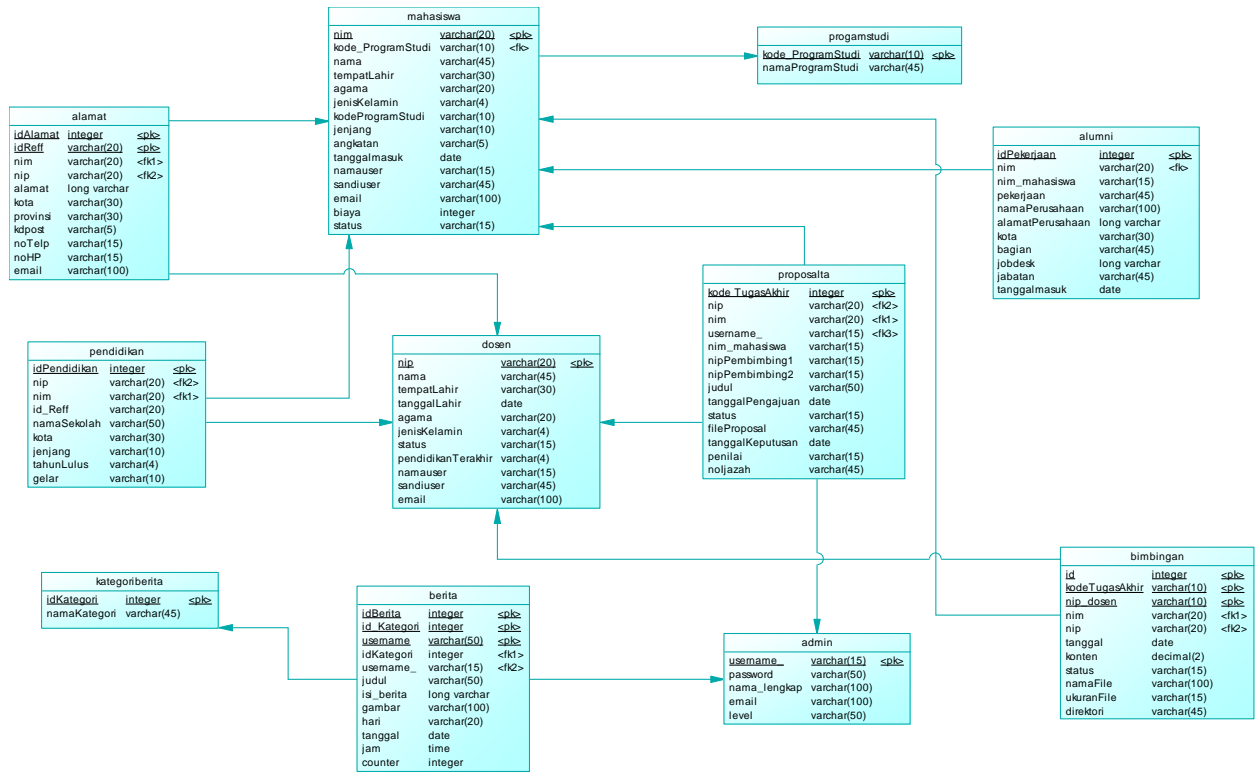 mahasiswa
nim varchar(20) <pk>
kode_ProgramStudi varchar(10) <fk>
nama varchar(45)
tempatLahir varchar(30)
agama varchar(20)
jenisKelamin varchar(4)
kodeProgramStudi varchar(10)
jenjang varchar(10)
angkatan varchar(5)
tanggalmasuk date
namauser varchar(15)
sandiuser varchar(45)
email varchar(100)
biaya integer
status varchar(15)
progamstudi
kode_ProgramStudi varchar(10) <pk>
namaProgramStudi varchar(45)
alamat
idAlamat integer <pk>
idReff varchar(20) <pk>
nim varchar(20) <fk1>
nip varchar(20) <fk2>
alamat long varchar
kota varchar(30)
provinsi varchar(30)
kdpost varchar(5)
noTelp varchar(15)
noHP varchar(15)
email varchar(100)
alumni
idPekerjaan integer <pk>
nim varchar(20) <fk>
nim_mahasiswa varchar(15)
pekerjaan varchar(45)
namaPerusahaan varchar(100)
alamatPerusahaan long varchar
kota varchar(30)
bagian varchar(45)
jobdesk long varchar
jabatan varchar(45)
tanggalmasuk date
proposalta
kode_TugasAkhir integer <pk>
nip varchar(20) <fk2>
nim varchar(20) <fk1>
username_ varchar(15) <fk3>
nim_mahasiswa varchar(15)
nipPembimbing1 varchar(15)
nipPembimbing2 varchar(15)
judul varchar(50)
tanggalPengajuan date
status varchar(15)
fileProposal varchar(45)
tanggalKeputusan date
penilai varchar(15)
noIjazah varchar(45)
pendidikan
idPendidikan integer <pk>
nip varchar(20) <fk2>
nim varchar(20) <fk1>
id_Reff varchar(20)
namaSekolah varchar(50)
kota varchar(30)
jenjang varchar(10)
tahunLulus varchar(4)
gelar varchar(10)
dosen
nip varchar(20) <pk>
nama varchar(45)
tempatLahir varchar(30)
tanggalLahir date
agama varchar(20)
jenisKelamin varchar(4)
status varchar(15)
pendidikanTerakhir varchar(4)
namauser varchar(15)
sandiuser varchar(45)
email varchar(100)
bimbingan
id integer <pk>
kodeTugasAkhir varchar(10) <pk>
nip_dosen varchar(10) <pk>
nim varchar(20) <fk1>
nip varchar(20) <fk2>
tanggal date
konten decimal(2)
status varchar(15)
namaFile varchar(100)
ukuranFile varchar(15)
direktori varchar(45)
kategoriberita
idKategori integer <pk>
namaKategori varchar(45)
berita
idBerita integer <pk>
id_Kategori integer <pk>
username varchar(50) <pk>
idKategori integer <fk1>
username_ varchar(15) <fk2>
judul varchar(50)
isi_berita long varchar
gambar varchar(100)
hari varchar(20)
tanggal date
jam time
counter integer
admin
username_ varchar(15) <pk>
password varchar(50)
nama_lengkap varchar(100)
email varchar(100)
level varchar(50)